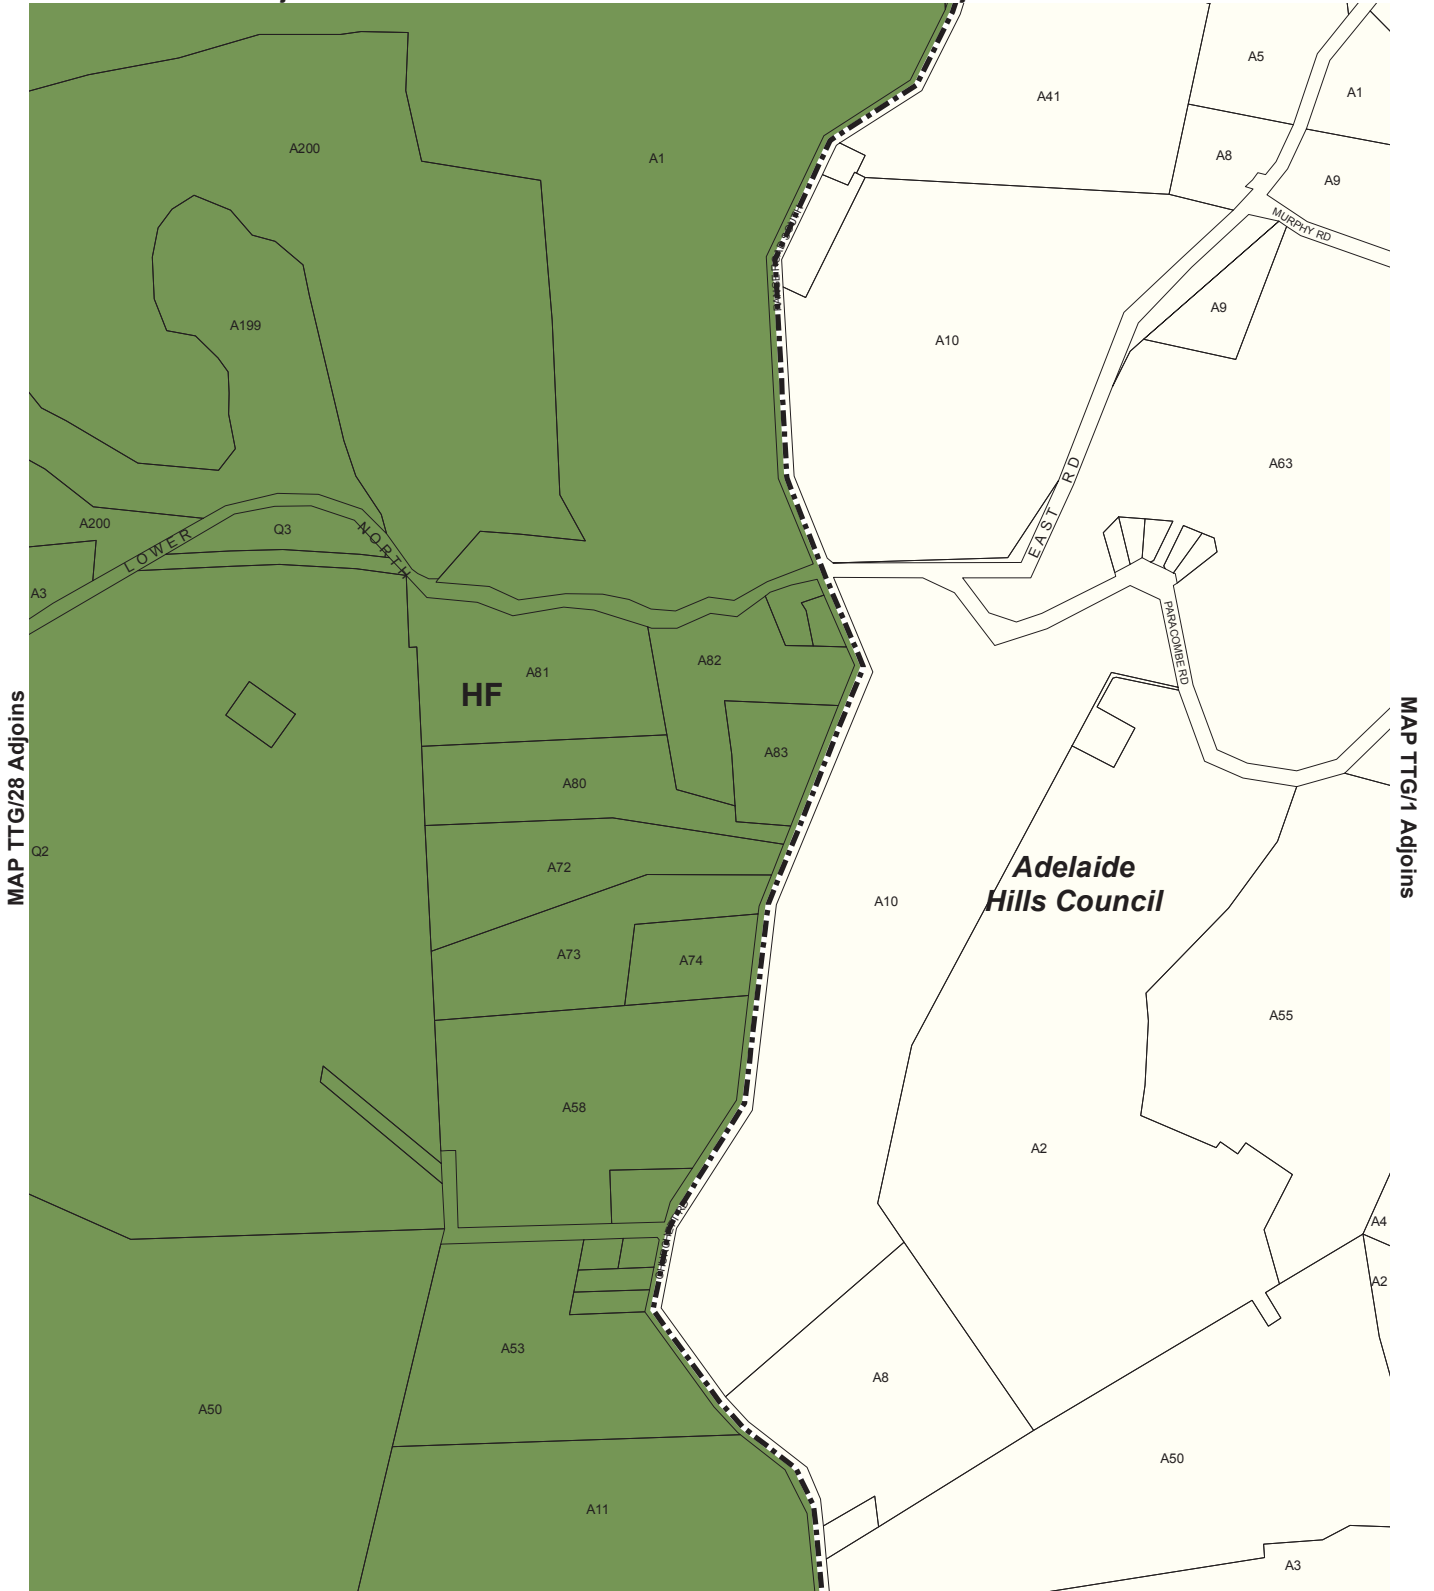 A5
A41
A1
A200
A1
A8
A9
MURPHY RD
A199
A9
A10
A63
EAST RD
A200
Q3
LOWER NORTH
A3
PARACOMBE RD
A82
A81
HF
MAP TTG/28 Adjoins
MAP TTG/1 Adjoins
A83
A80
Q2
A72
Adelaide
Hills Council
A10
A73
A74
A55
A58
A2
A4
A2
A53
A8
A50
A50
A11
A3